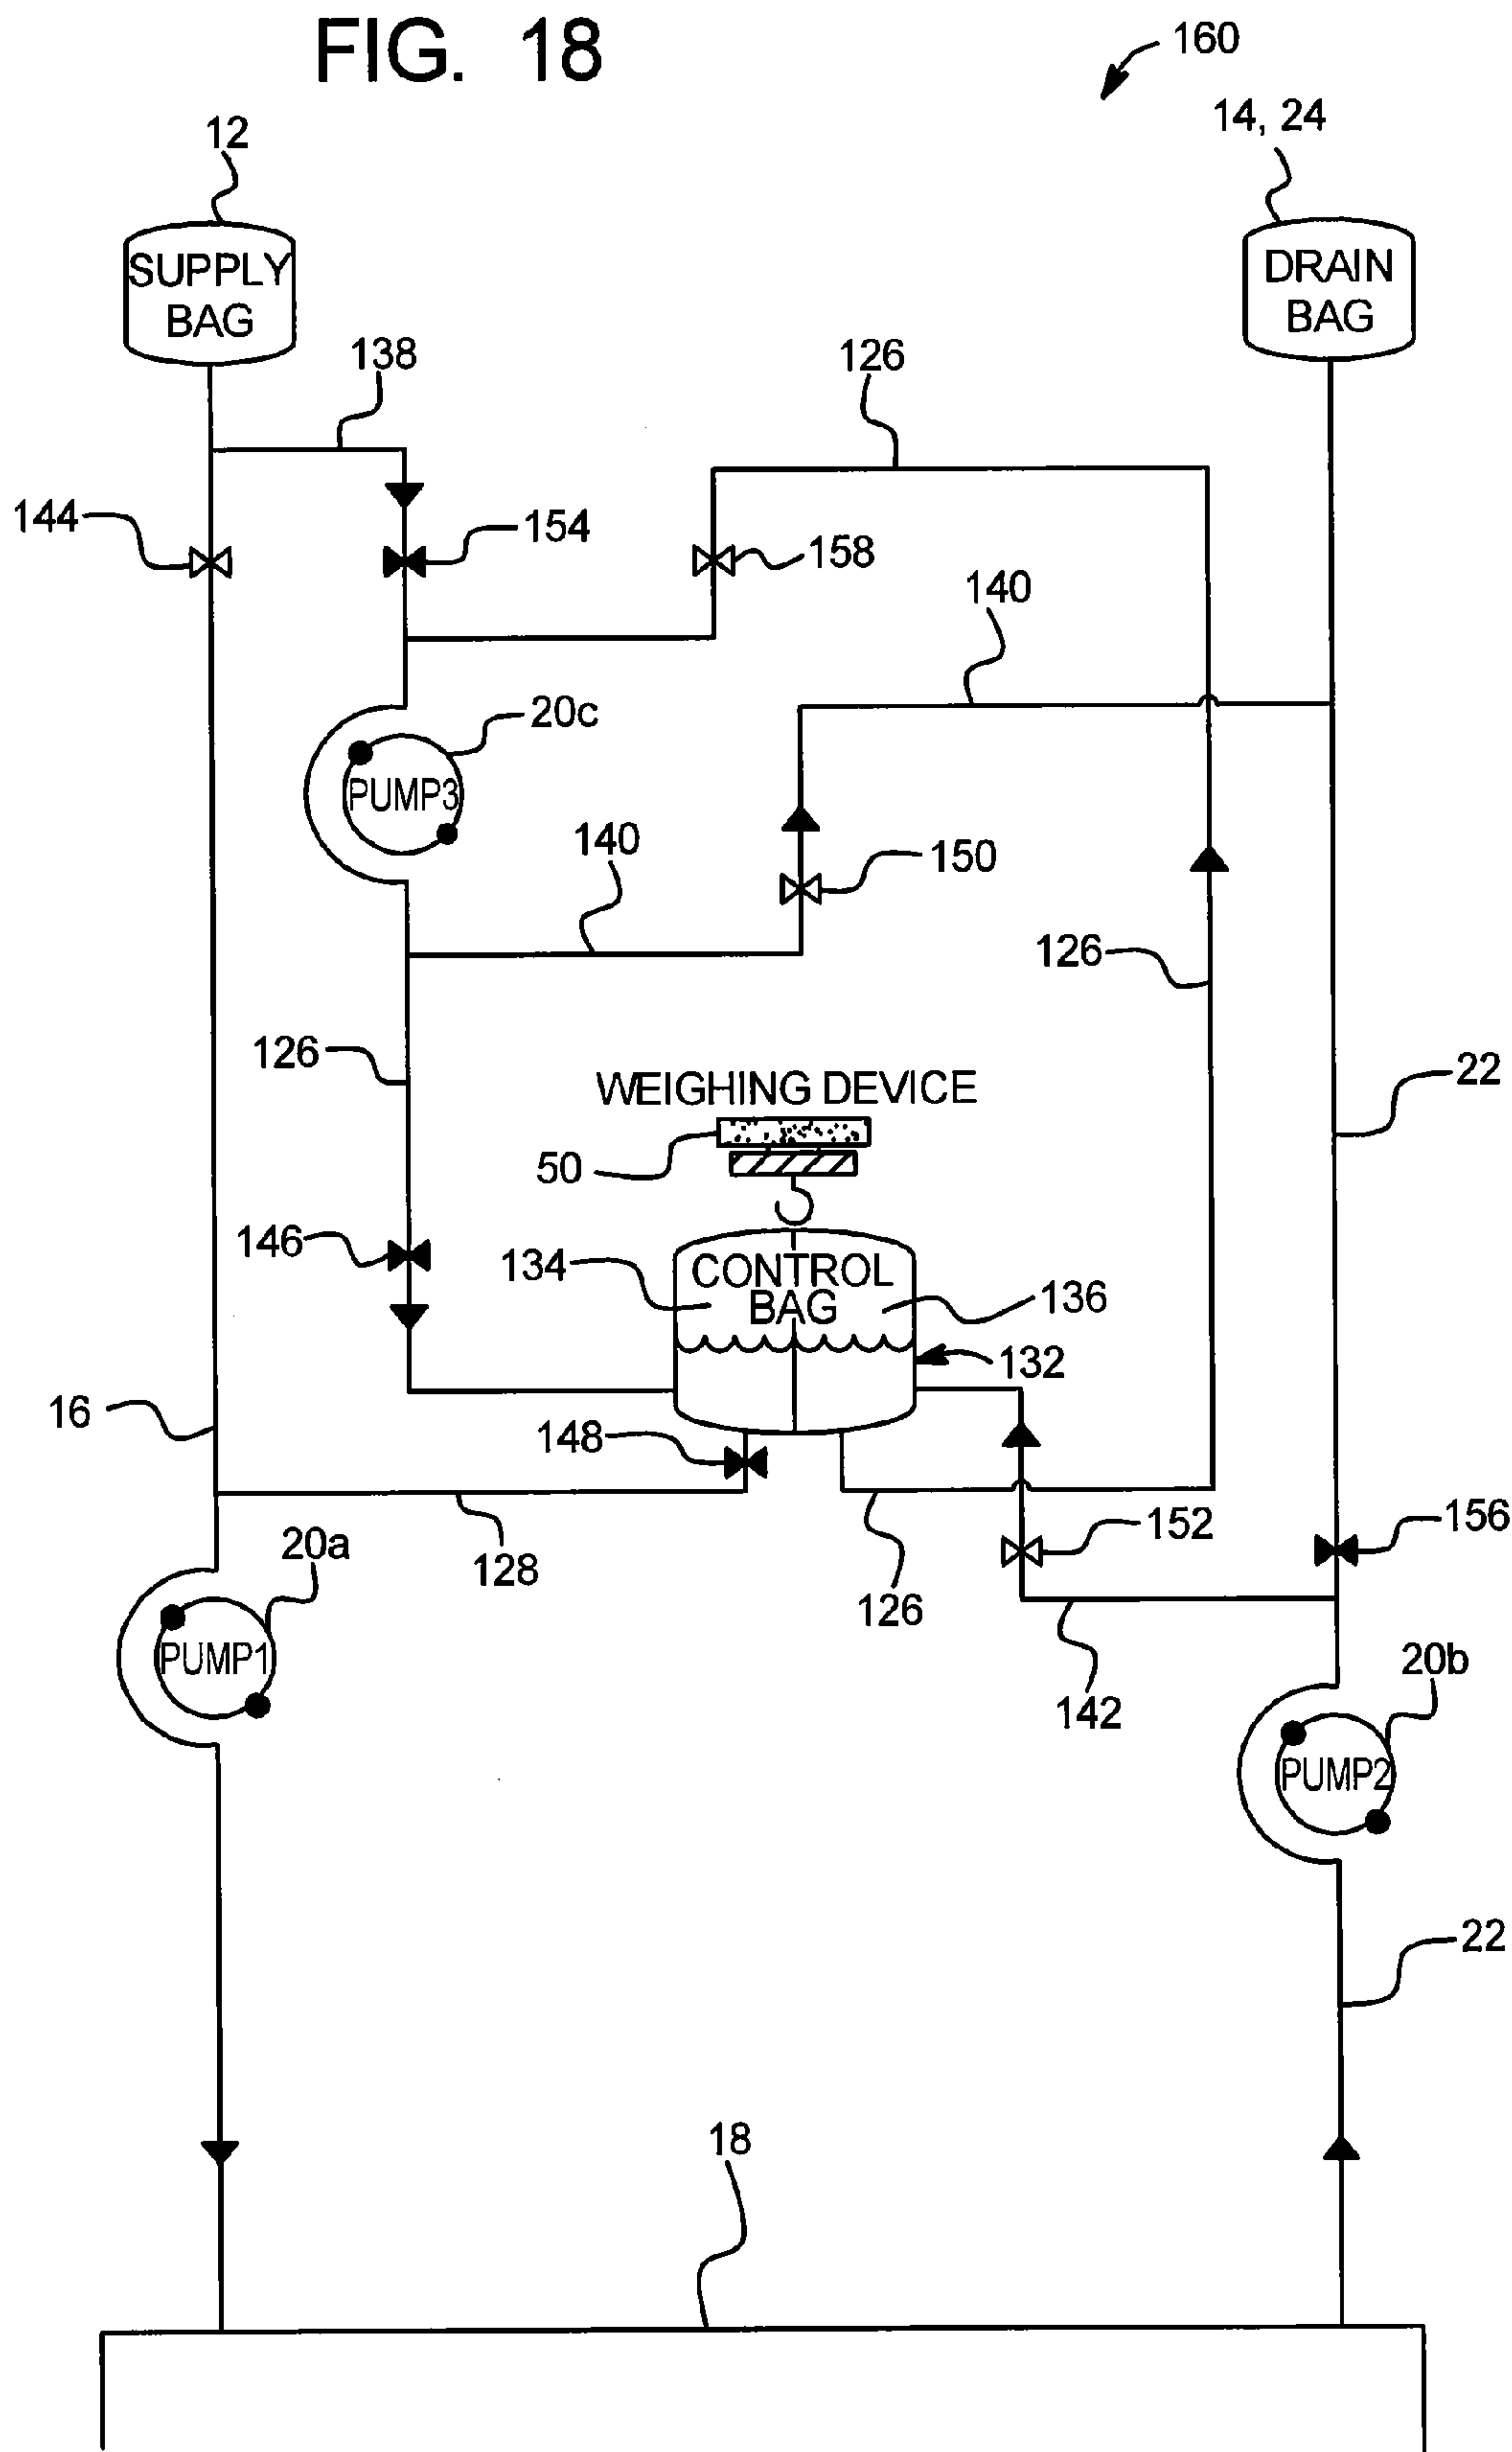 FIG. 18
160
12
14, 24
SUPPLY
BAG
DRAIN
BAG
138
126
144
154
158
140
20c
PUMP3
140
150
126
126
WEIGHING DEVICE
22
50
146
134
CONTROL
BAG
136
132
16
148
152
156
20a
128
126
PUMP1
142
20b
PUMP2
22
18